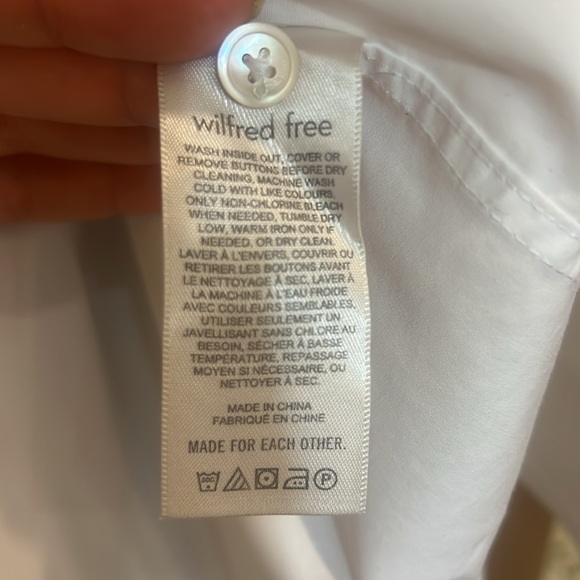 wilfred free
WASH INSIDE OUT, COVER OR
REMOVE BUTTONS BEFORE DRY
CLEANING, MACHINE WASH
COLD WITH LIKE COLOURS,
ONLY NON-CHLORINE BLEACH
WHEN NEEDED, TUMBLE DRY
LOW, WARM IRON ONLY IF
NEEDED, OR DRY CLEAN.
LAVER À L'ENVERS, COUVRIR OU
RETIRER LES BOUTONS AVANT
LE NETTOYAGE À SEC, LAVER À
LA MACHINE À L'EAU FROIDE
AVEC COULEURS SEMBLABLES,
UTILISER SEULEMENT UN
JAVELLISANT SANS CHLORE AU
BESOIN, SÉCHER À BASSE
TEMPÉRATURE, REPASSAGE
MOYEN SI NÉCESSAIRE, OU
NETTOYER À SEC.
MADE IN CHINA
FABRIQUÉ EN CHINE
MADE FOR EACH OTHER.
30C P